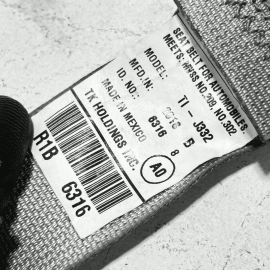 SEAT BELT FOR AUTOMOBILES.
MEETS: MVSS NO.209, NO.302
MODEL: TI - J332
MFD.IN: 5
ID. NO.: 6316 8
MADE IN MEXICO
TK HOLDINGS INC.
A0
R1B 6316